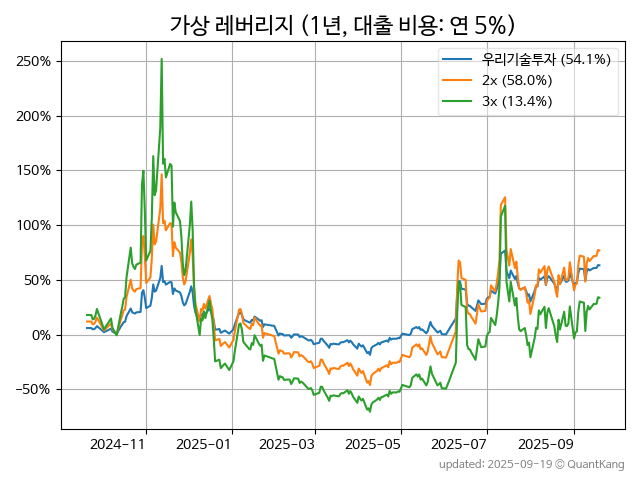 가상 레버리지 (1년, 대출 비용: 연 5%)
우리기술투자 (54.1%)
2x (58.0%)
3x (13.4%)
250%
200%
150%
100%
50%
0%
−50%
2024-11
2025-01
2025-03
2025-05
2025-07
2025-09
updated: 2025-09-19 © QuantKang